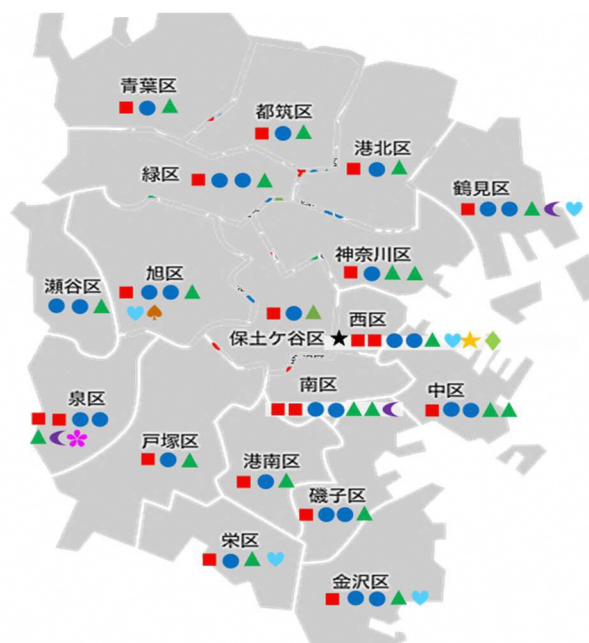 青葉区
都筑区
港北区
緑区
鶴見区
神奈川区
瀬谷区
旭区
西区
保土ケ谷区
南区
中区
泉区
戸塚区
港南区
磯子区
栄区
金沢区